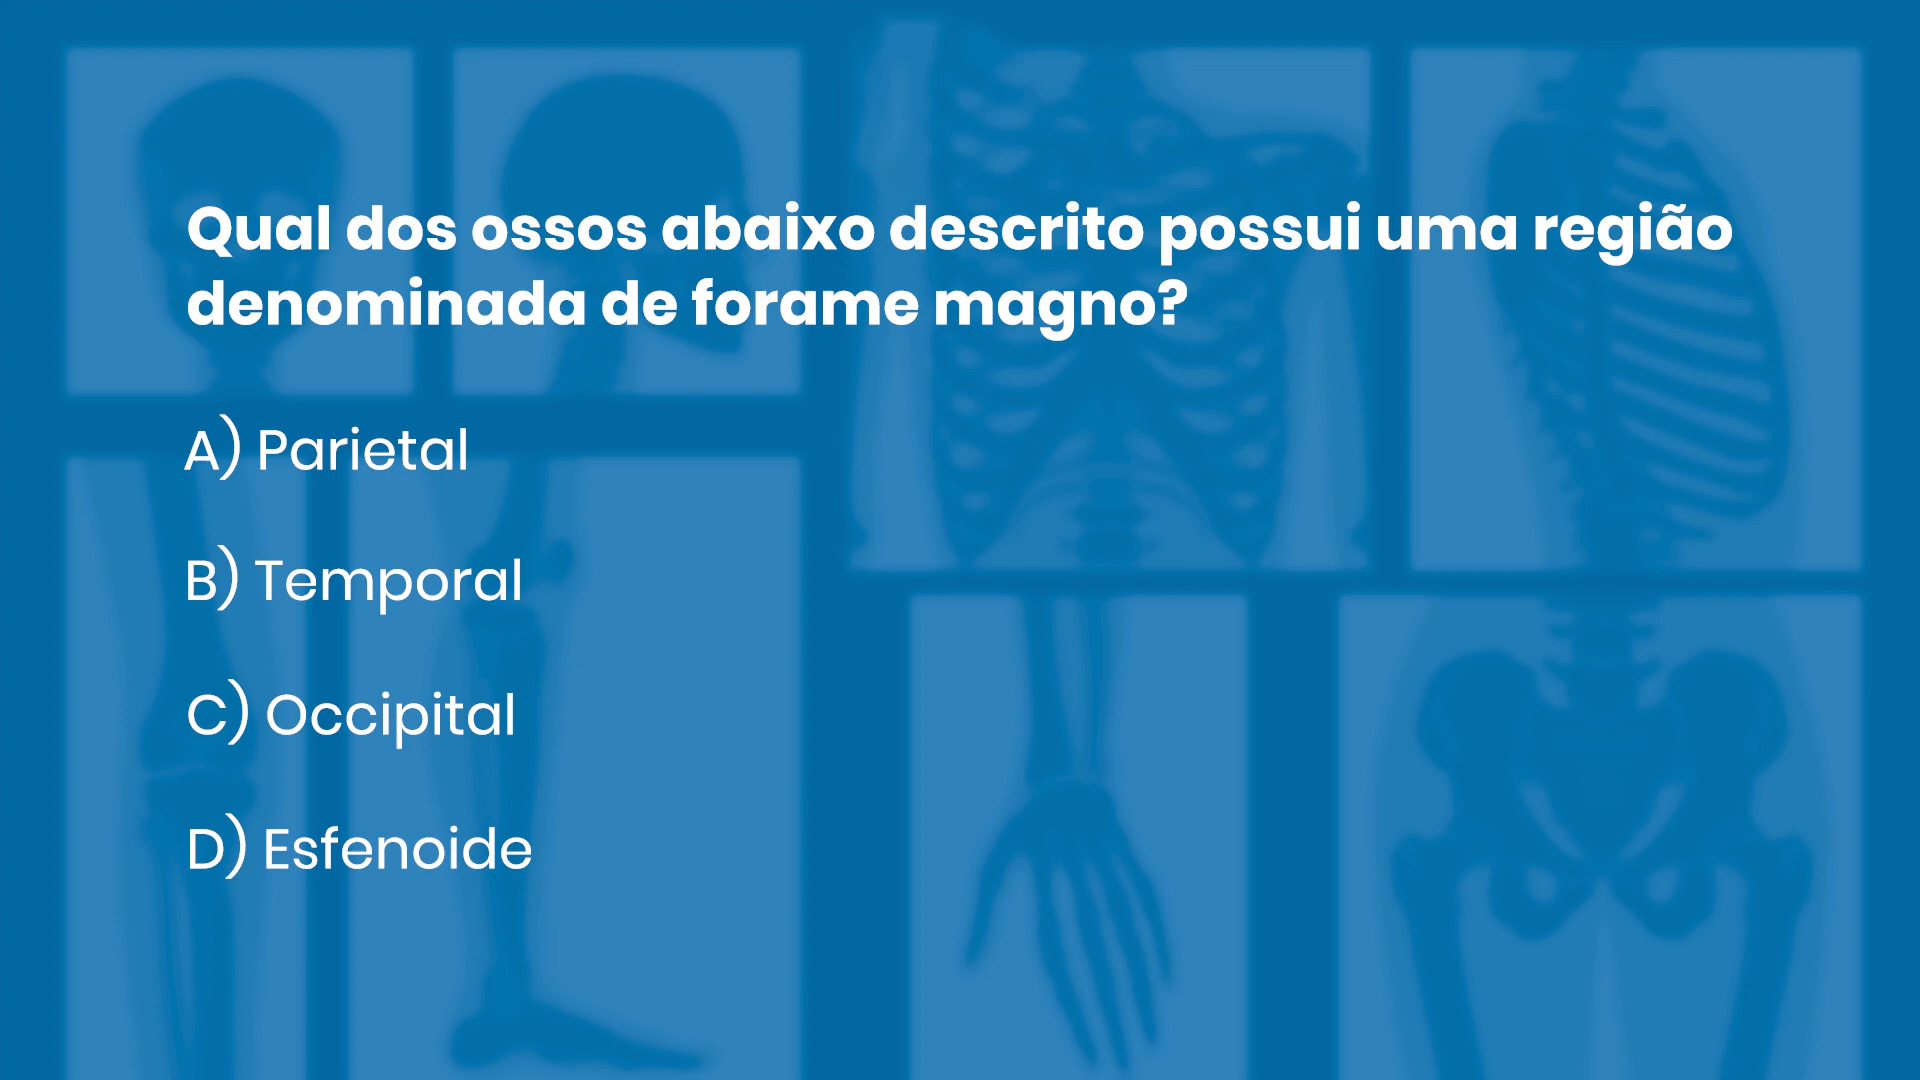 Qual dos ossos abaixo descrito possui uma região
denominada de forame magno?
A) Parietal
B) Temporal
C) Occipital
D) Esfenoide